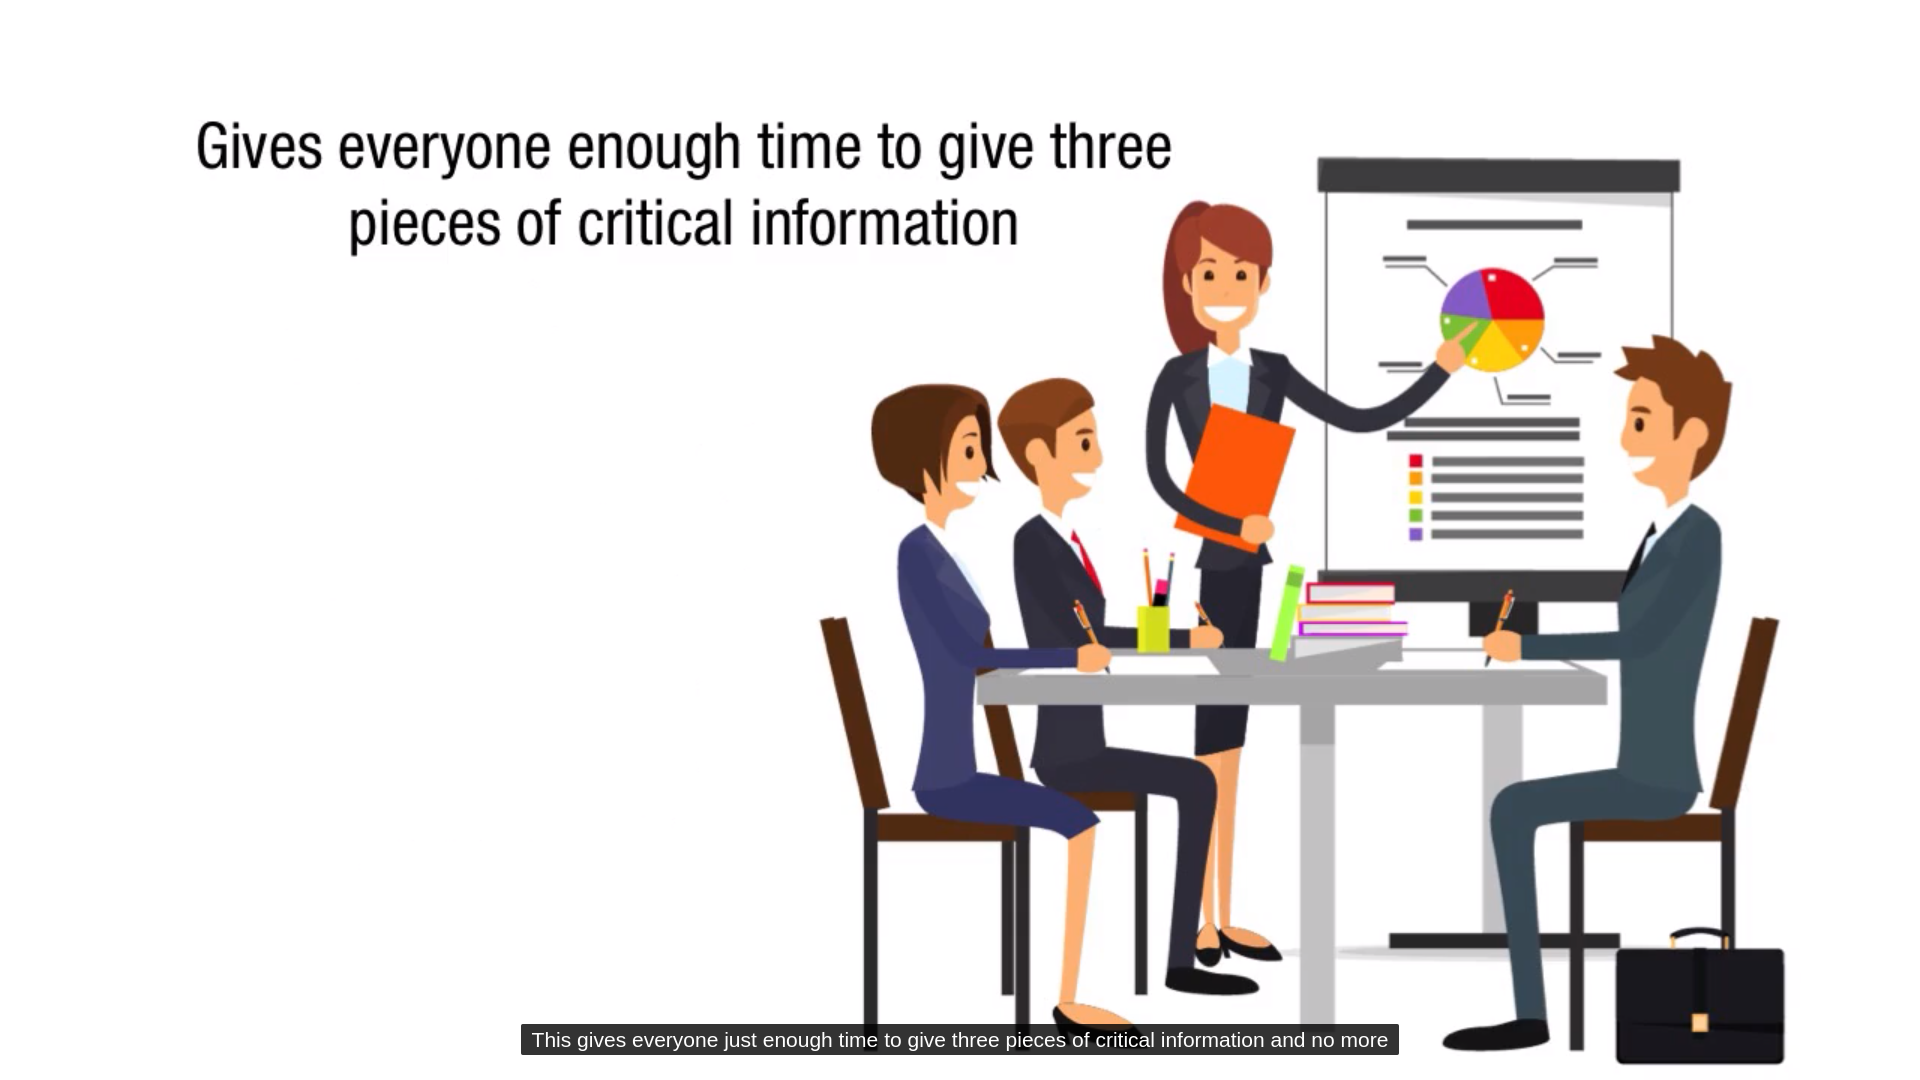 Gives everyone enough time to give three
pieces of critical information
This gives everyone just enough time to give three pieces of critical information and no more